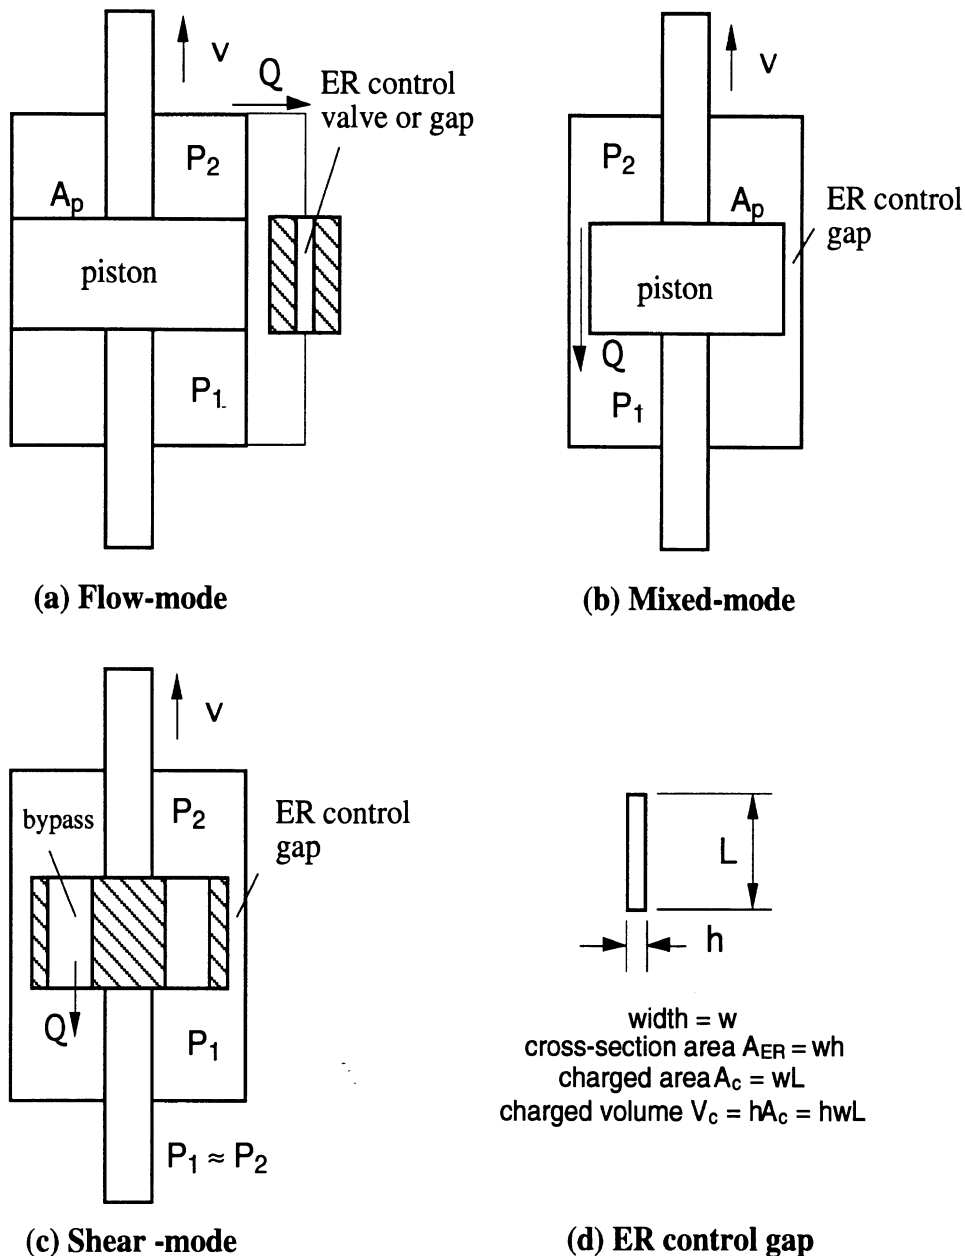 v
Q
ER control
valve or gap
P2
Ap
piston
P1
(a) Flow-mode
v
P2
Ap
ER control
gap
piston
Q
P1
(b) Mixed-mode
v
bypass
P2
ER control
gap
Q
P1
P1 ≈ P2
(c) Shear -mode
L
h
width = w
cross-section area AER = wh
charged area Ac = wL
charged volume Vc = hAc = hwL
(d) ER control gap